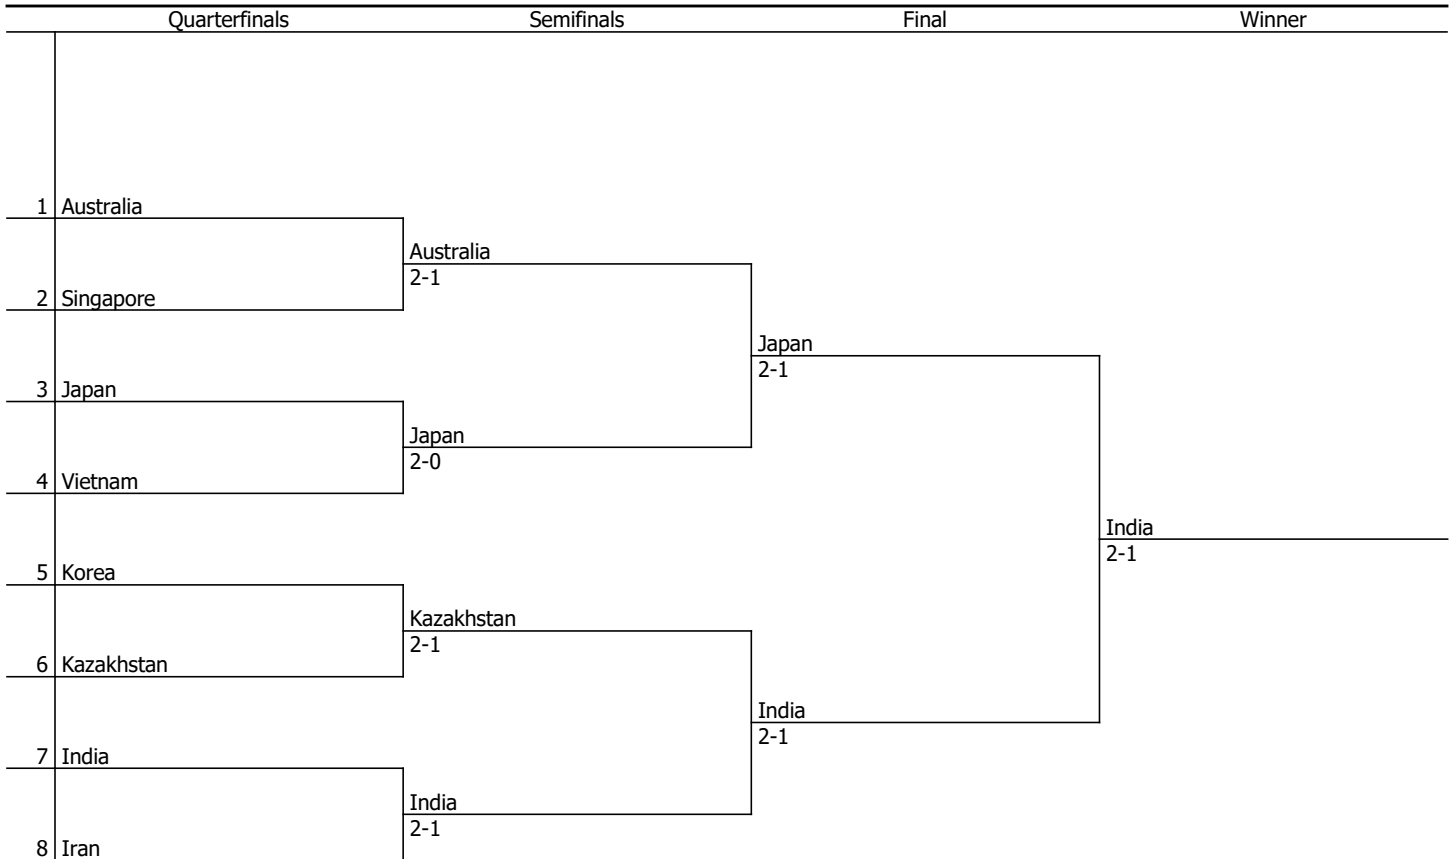 Quarterfinals Semifinals Final Winner
1 Australia
Australia
2-1
2 Singapore
Japan
2-1
3 Japan
Japan
2-0
4 Vietnam
India
2-1
5 Korea
Kazakhstan
2-1
6 Kazakhstan
India
2-1
7 India
India
2-1
8 Iran